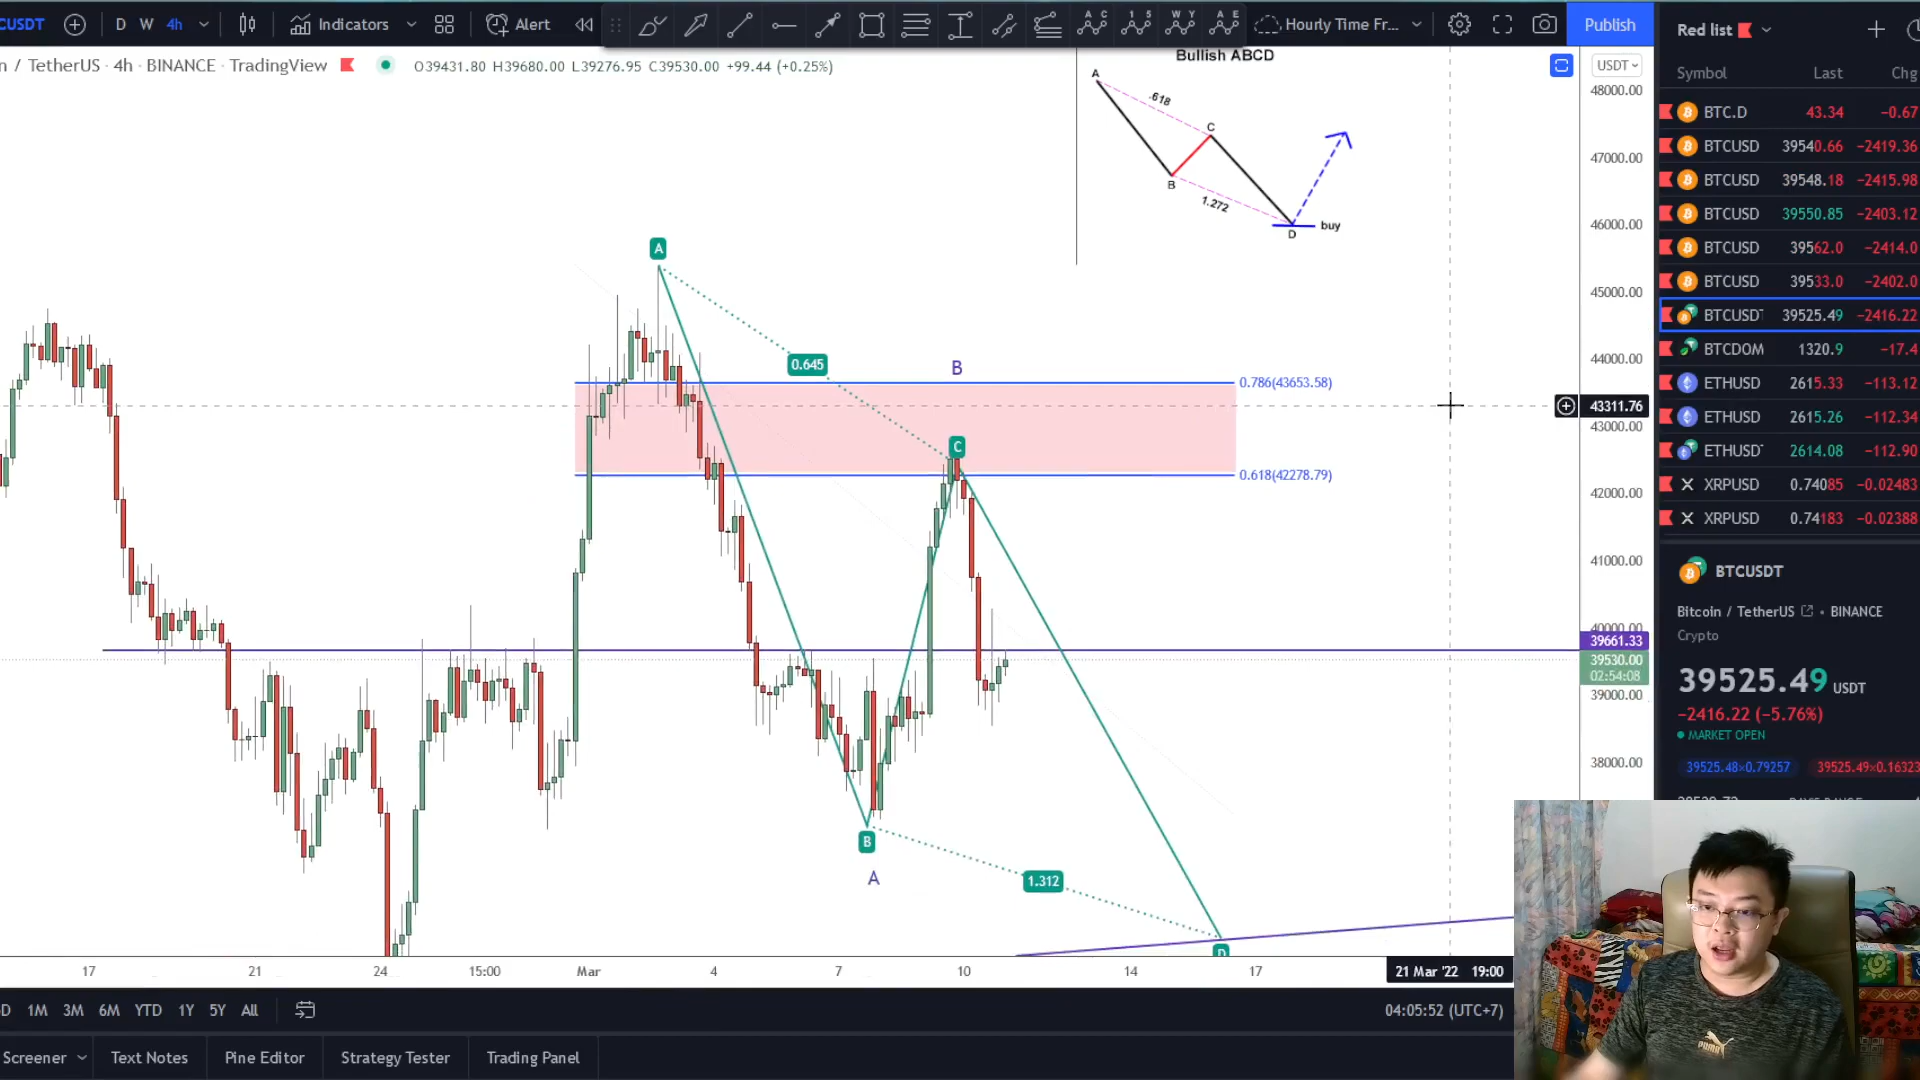 CUSDT D W 4h Indicators Alert Hourly Time Fr... Publish
n / TetherUS · 4h · BINANCE · TradingView O39431.80 H39680.00 L39276.95 C39530.00 +99.44 (+0.25%)
Bullish ABCD
A
.618
C
B
1.272
D
buy
USDT
48000.00
47000.00
46000.00
45000.00
44000.00
43311.76
43000.00
42000.00
41000.00
40000.00
39661.33
39530.00
02:54:08
39000.00
38000.00
A
0.645
B
0.786(43653.58)
C
0.618(42278.79)
B
A
1.312
D
17 21 24 15:00 Mar 4 7 10 14 17 21 Mar '22 19:00
D 1M 3M 6M YTD 1Y 5Y All 04:05:52 (UTC+7)
Screener Text Notes Pine Editor Strategy Tester Trading Panel
Red list
Symbol Last Chg
BTC.D 43.34 −0.67
BTCUSD 39540.66 −2419.36
BTCUSD 39548.18 −2415.98
BTCUSD 39550.85 −2403.12
BTCUSD 39562.0 −2414.0
BTCUSD 39533.0 −2402.0
BTCUSDT 39525.49 −2416.22
BTCDOM 1320.9 −17.4
ETHUSD 2615.33 −113.12
ETHUSD 2615.26 −112.34
ETHUSDT 2614.08 −112.90
XRPUSD 0.74085 −0.02483
XRPUSD 0.74183 −0.02388
BTCUSDT
Bitcoin / TetherUS • BINANCE
Crypto
39525.49 USDT
−2416.22 (−5.76%)
MARKET OPEN
39525.48×0.79257 39525.49×0.16323
PUMA